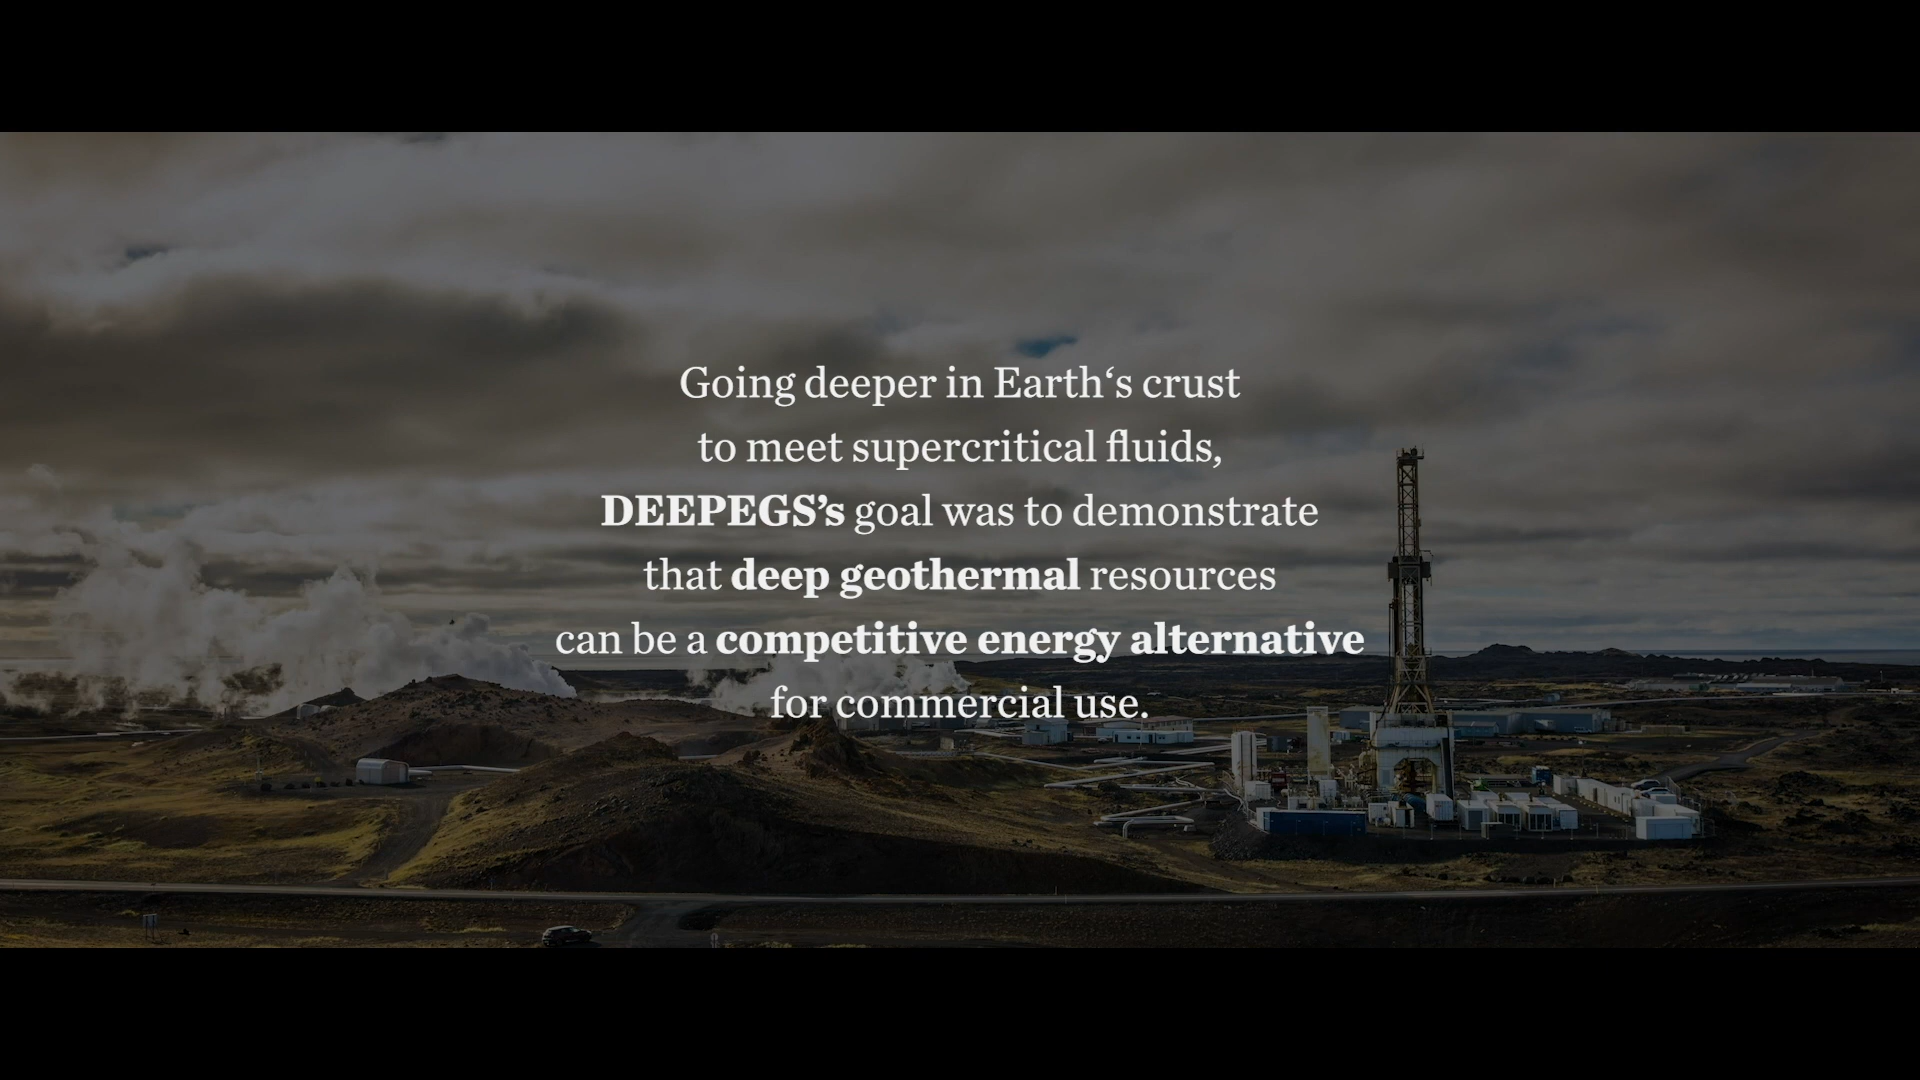 Going deeper in Earth‘s crust
to meet supercritical fluids,
DEEPEGS’s goal was to demonstrate
that deep geothermal resources
can be a competitive energy alternative
for commercial use.